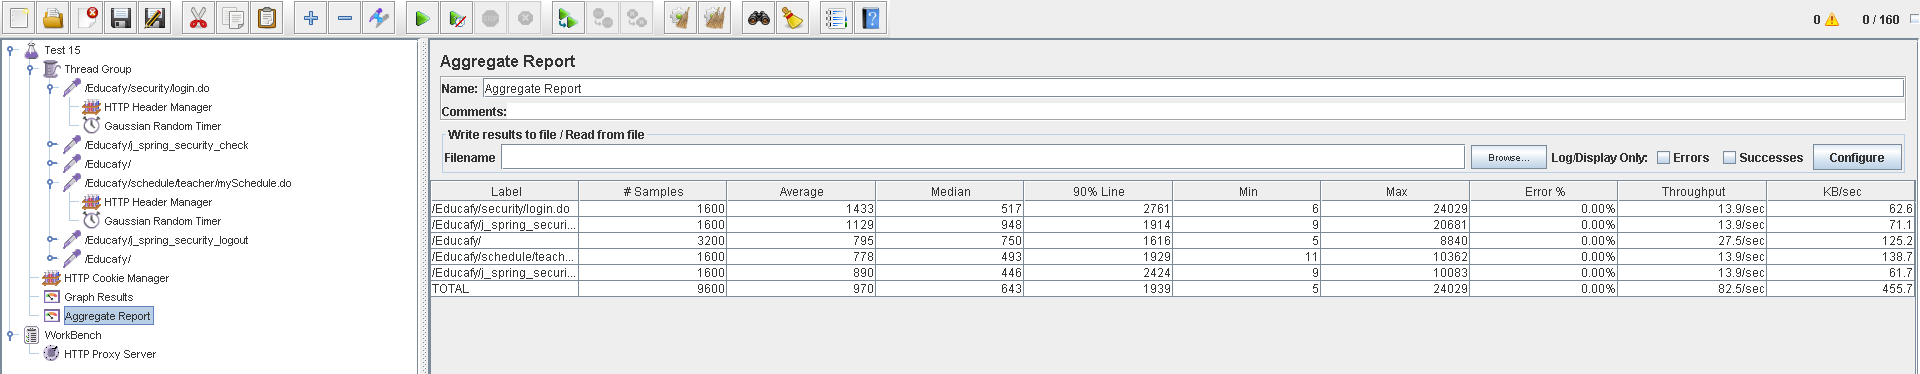 0 0 / 160
Test 15
Thread Group
/Educafy/security/login.do
HTTP Header Manager
Gaussian Random Timer
/Educafy/j_spring_security_check
/Educafy/
/Educafy/schedule/teacher/mySchedule.do
HTTP Header Manager
Gaussian Random Timer
/Educafy/j_spring_security_logout
/Educafy/
HTTP Cookie Manager
Graph Results
Aggregate Report
WorkBench
HTTP Proxy Server
Aggregate Report
Name: Aggregate Report
Comments:
Write results to file / Read from file
Filename Browse... Log/Display Only: Errors Successes Configure
Label # Samples Average Median 90% Line Min Max Error % Throughput KB/sec
/Educafy/security/login.do 1600 1433 517 2761 6 24029 0.00% 13.9/sec 62.6
/Educafy/j_spring_securi... 1600 1129 948 1914 9 20681 0.00% 13.9/sec 71.1
/Educafy/ 3200 795 750 1616 5 8840 0.00% 27.5/sec 125.2
/Educafy/schedule/teach... 1600 778 493 1929 11 10362 0.00% 13.9/sec 138.7
/Educafy/j_spring_securi... 1600 890 446 2424 9 10083 0.00% 13.9/sec 61.7
TOTAL 9600 970 643 1939 5 24029 0.00% 82.5/sec 455.7